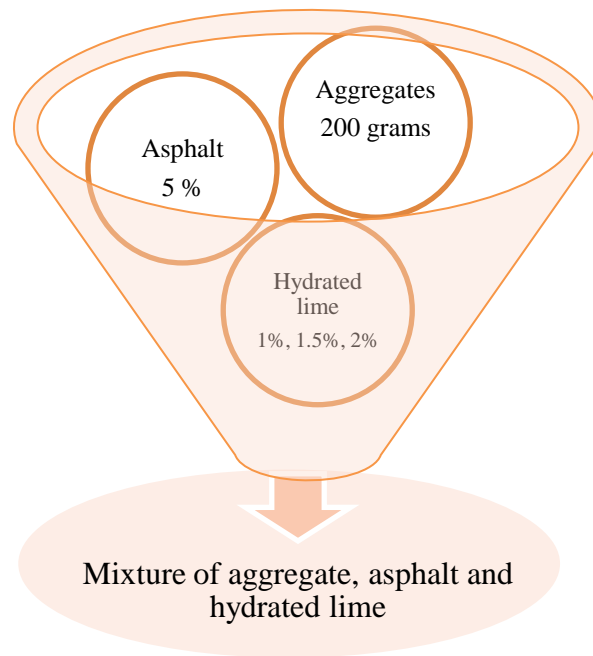 Aggregates
200 grams
Asphalt
5 %
Hydrated
lime
1%, 1.5%, 2%
Mixture of aggregate, asphalt and
hydrated lime